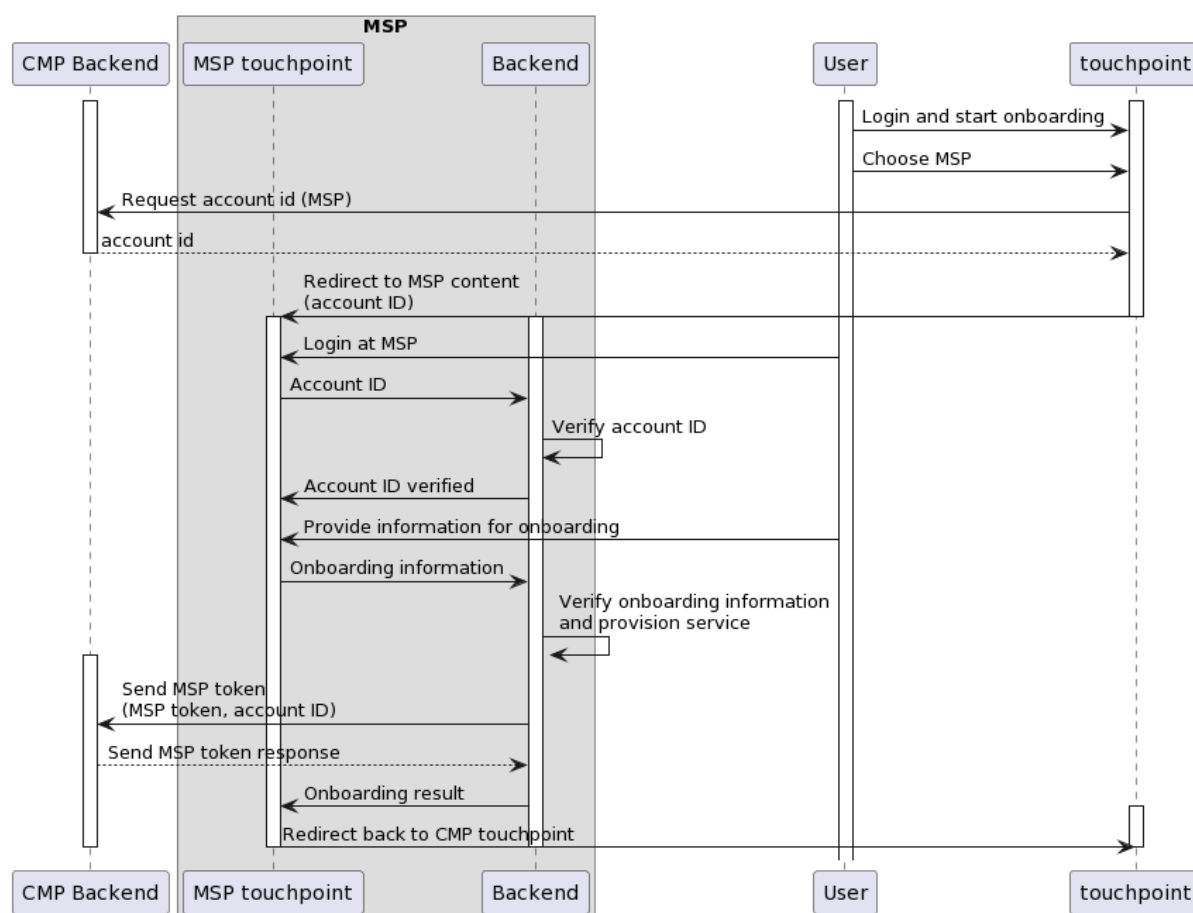 MSP
CMP Backend
MSP touchpoint
Backend
User
touchpoint
Login and start onboarding
Choose MSP
Request account id (MSP)
account id
Redirect to MSP content
(account ID)
Login at MSP
Account ID
Verify account ID
Account ID verified
Provide information for onboarding
Onboarding information
Verify onboarding information
and provision service
Send MSP token
(MSP token, account ID)
Send MSP token response
Onboarding result
Redirect back to CMP touchpoint
CMP Backend
MSP touchpoint
Backend
User
touchpoint